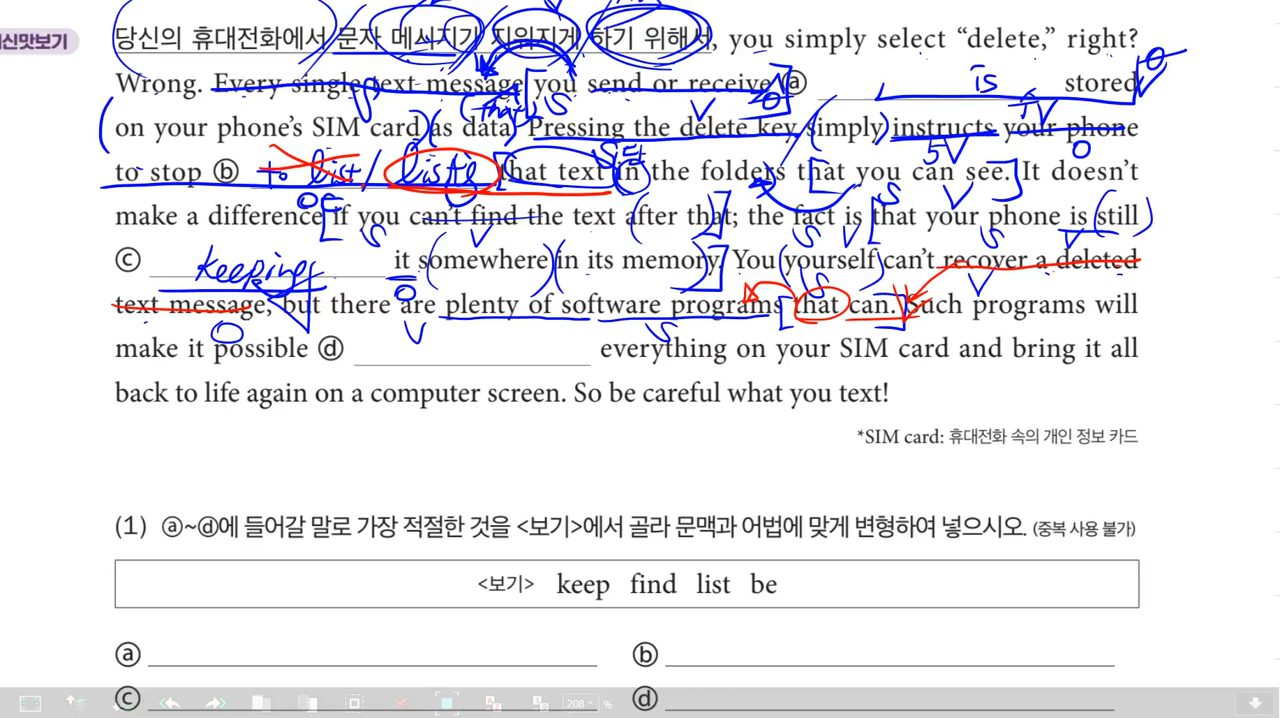 신맛보기
당신의 휴대전화에서 문자 메시지가 지워지게 하기 위해서, you simply select “delete,” right?
Wrong. Every single text message you send or receive ⓐ is stored
on your phone’s SIM card as data. Pressing the delete key simply instructs your phone
to stop ⓑ to list / that text in the folders that you can see. It doesn’t
make a difference if you can’t find the text after that; the fact is that your phone is still
ⓒ keeping it somewhere in its memory. You yourself can’t recover a deleted
text message, but there are plenty of software programs that can. Such programs will
make it possible ⓓ everything on your SIM card and bring it all
back to life again on a computer screen. So be careful what you text!
*SIM card: 휴대전화 속의 개인 정보 카드
(1) ⓐ~ⓓ에 들어갈 말로 가장 적절한 것을 <보기>에서 골라 문맥과 어법에 맞게 변형하여 넣으시오. (중복 사용 불가)
<보기> keep find list be
ⓐ ⓑ
ⓒ ⓓ
208 %